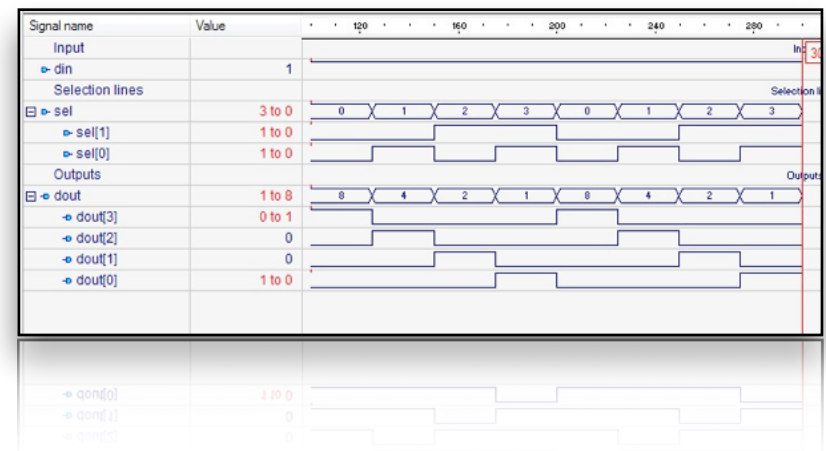 Signal name Value 120 160 200 240 280
Input
din 1
Selection lines Selection
sel 3 to 0 0 1 2 3 0 1 2 3
sel[1] 1 to 0
sel[0] 1 to 0
Outputs Outputs
dout 1 to 8 8 4 2 1 8 4 2 1
dout[3] 0 to 1
dout[2] 0
dout[1] 0
dout[0] 1 to 0